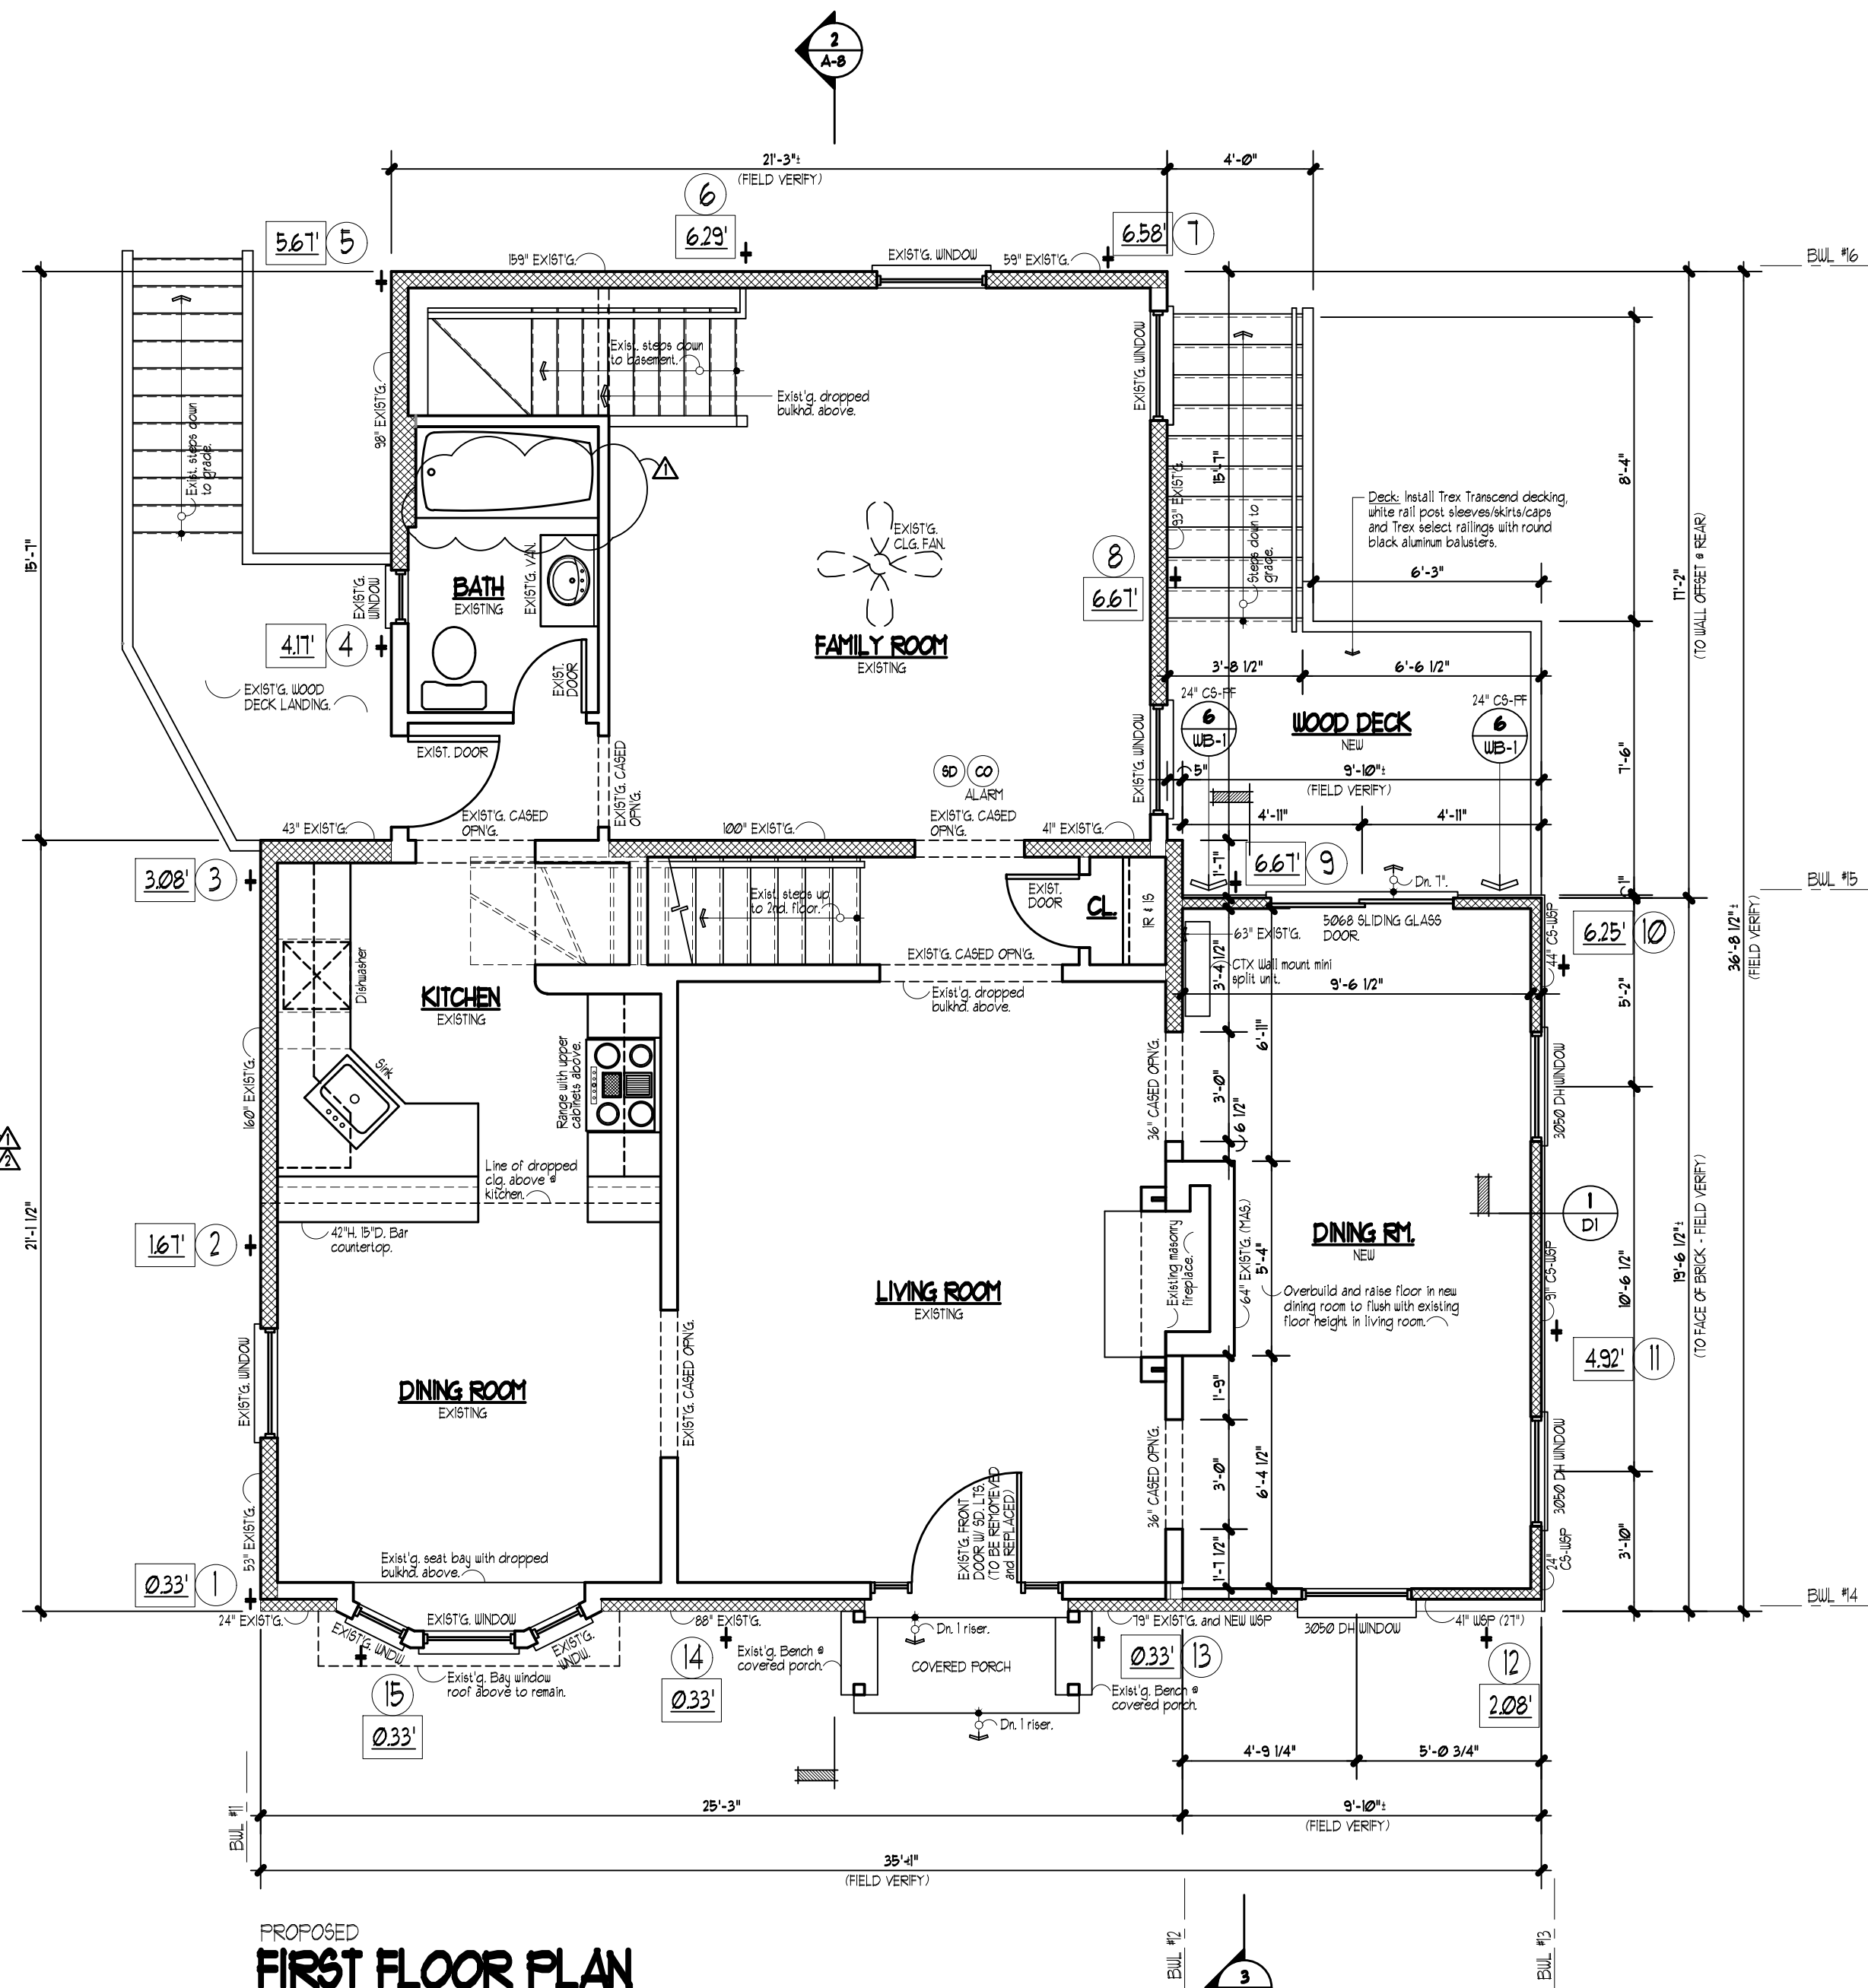 2
A-8
21'-3"±
(FIELD VERIFY)
4'-0"
5.67' 5
6
6.29'
6.58' 7
159" EXIST'G.
EXIST'G. WINDOW
59" EXIST'G.
BWL #16
Exist. steps down
to basement.
Exist'g. dropped
bulkhd. above.
98" EXIST'G.
Exist. steps down
to grade.
1
EXIST'G. WINDOW
93" EXIST'G.
15'-7"
Steps down to
grade.
Deck: Install Trex Transcend decking,
white rail post sleeves/skirts/caps
and Trex select railings with round
black aluminum balusters.
8'-4"
17'-2"
(TO WALL OFFSET @ REAR)
15'-7"
EXIST'G.
CLG. FAN.
8
6.67'
6'-3"
BATH
EXISTING
EXIST'G. VAN.
EXIST'G.
WINDOW
4.17' 4
EXIST.
DOOR
FAMILY ROOM
EXISTING
3'-8 1/2"
6'-6 1/2"
EXIST'G. WOOD
DECK LANDING.
24" CS-PF
6
WB-1
24" CS-PF
6
WB-1
WOOD DECK
NEW
EXIST. DOOR
EXIST'G. CASED
OPN'G.
EXIST'G. WINDOW
SD CO
ALARM
5"
9'-10"±
(FIELD VERIFY)
7'-6"
4'-11"
4'-11"
43" EXIST'G.
EXIST'G. CASED
OPN'G.
100" EXIST'G.
EXIST'G. CASED
OPN'G.
41" EXIST'G.
3.08' 3
1'-7"
6.67' 9
Dn. 7".
1"
BWL #15
Exist. steps up
to 2nd. floor.
EXIST.
DOOR
CL.
1R & 1S
63" EXIST'G.
5068 SLIDING GLASS
DOOR.
44" CS-WSP
6.25' 10
36'-8 1/2"±
(FIELD VERIFY)
CTX Wall mount mini
split unit.
3'-4 1/2"
9'-6 1/2"
5'-2"
EXIST'G. CASED OPN'G.
Exist'g. dropped
bulkhd. above.
Dishwasher
KITCHEN
EXISTING
Sink
Range with upper
cabinets above.
160" EXIST'G.
36" CASED OPN'G.
3'-0"
6'-11"
6 1/2"
3050 DH WINDOW
1
2
Line of dropped
clg. above @
kitchen.
42"H. 15"D. Bar
countertop.
1.67' 2
21'-1 1/2"
Existing masonry
fireplace.
64" EXIST'G. (MAS.)
5'-4"
DINING RM.
NEW
1
D1
Overbuild and raise floor in new
dining room to flush with existing
floor height in living room.
91" CS-WSP
10'-6 1/2"
19'-6 1/2"±
(TO FACE OF BRICK - FIELD VERIFY)
4.92' 11
LIVING ROOM
EXISTING
EXIST'G. WINDOW
DINING ROOM
EXISTING
EXIST'G. CASED OPN'G.
1'-9"
36" CASED OPN'G.
3'-0"
6'-4 1/2"
3050 DH WINDOW
53" EXIST'G.
EXIST'G. FRONT
DOOR W/ SD. LTS.
(TO BE REMOMEVED
and REPLACED)
1'-7 1/2"
24"
CS-WSP
3'-10"
0.33' 1
Exist'g. seat bay with dropped
bulkhd. above.
BWL #14
24" EXIST'G.
EXIST'G. WINDOW
EXIST'G. WNDW.
EXIST'G.
WNDW.
88" EXIST'G.
Dn. 1 riser.
79" EXIST'G. and NEW WSP
3050 DH WINDOW
41" WSP (27")
Exist'g. Bench @
covered porch.
COVERED PORCH
Exist'g. Bench @
covered porch.
Exist'g. Bay window
roof above to remain.
15
0.33'
14
0.33'
0.33' 13
12
2.08'
Dn. 1 riser.
4'-9 1/4"
5'-0 3/4"
25'-3"
9'-10"±
(FIELD VERIFY)
35'-1"
(FIELD VERIFY)
BWL #11
BWL #12
BWL #13
3
PROPOSED
FIRST FLOOR PLAN